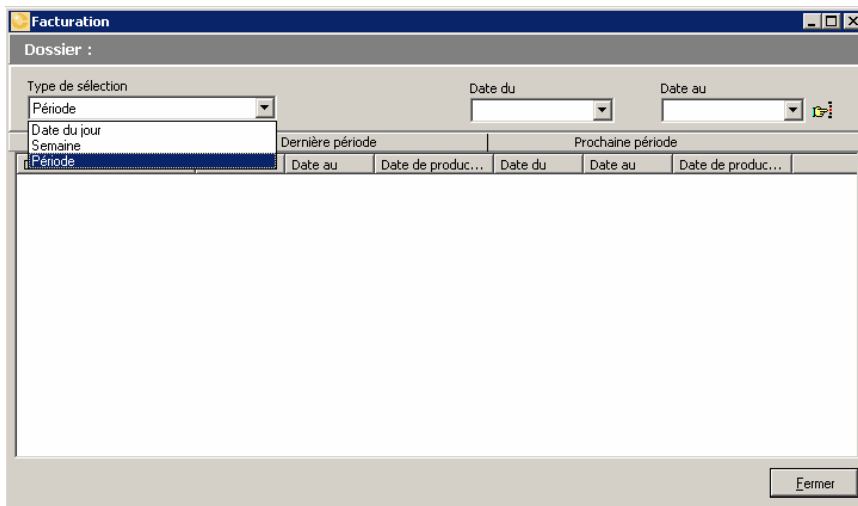 Facturation
Dossier :
Type de sélection
Date du
Date au
Période
Date du jour
Semaine
Période
Dernière période
Prochaine période
Date au
Date de produc...
Date du
Date au
Date de produc...
Fermer